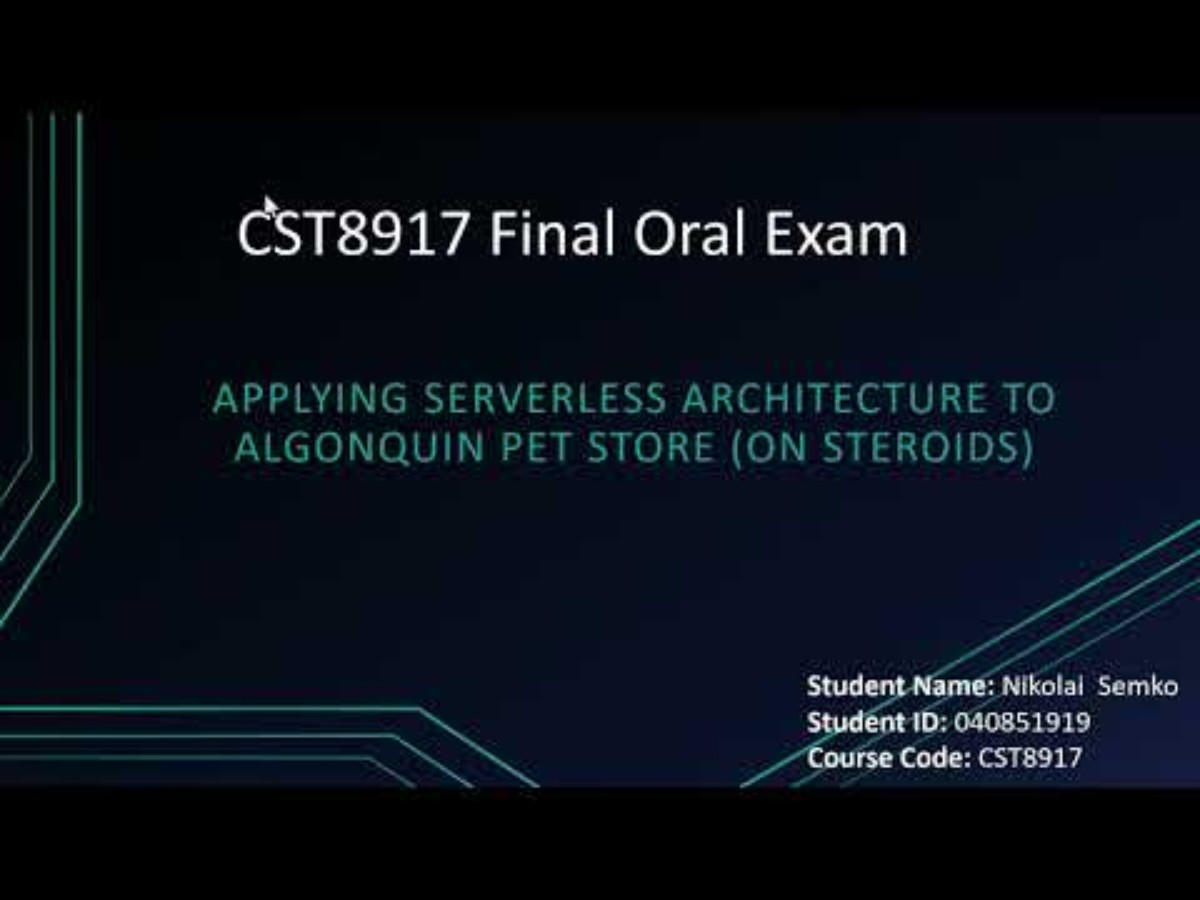 CST8917 Final Oral Exam
APPLYING SERVERLESS ARCHITECTURE TO
ALGONQUIN PET STORE (ON STEROIDS)
Student Name: Nikolai Semko
Student ID: 040851919
Course Code: CST8917